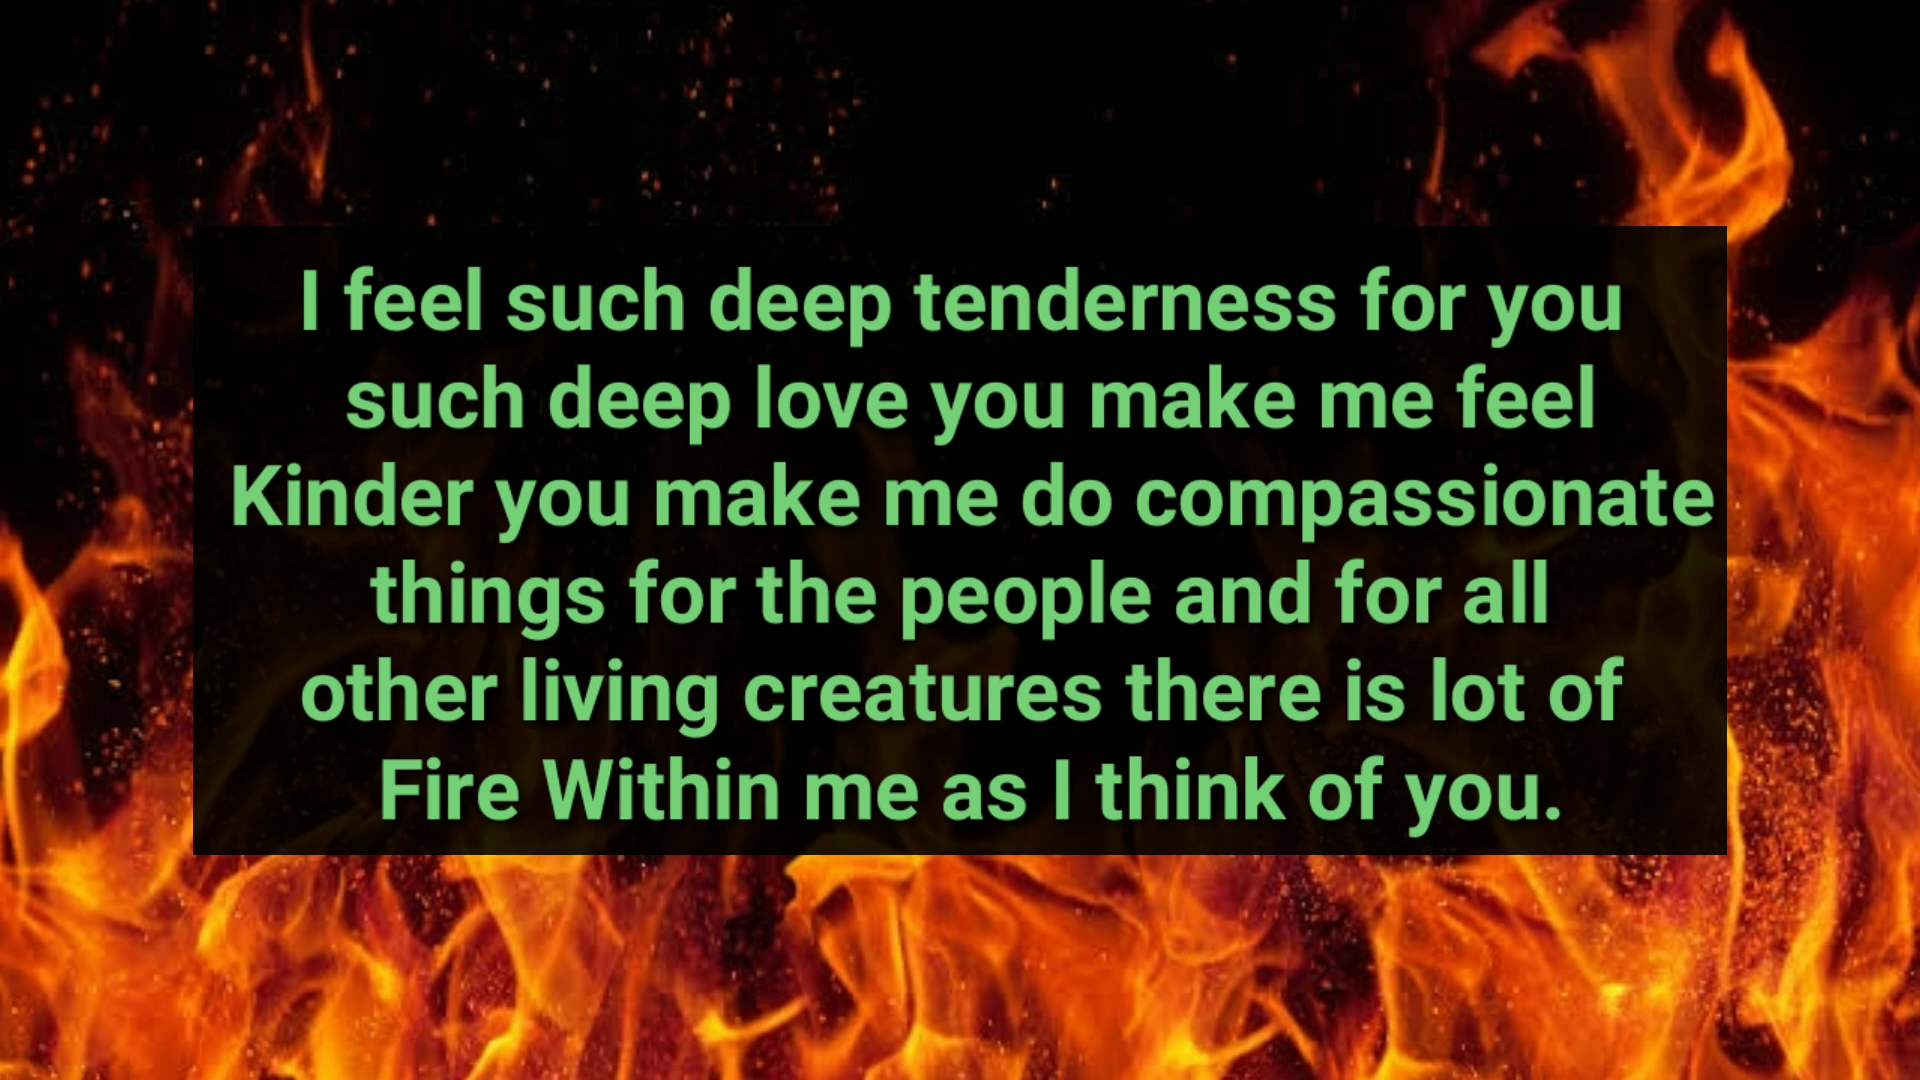 I feel such deep tenderness for you
such deep love you make me feel
Kinder you make me do compassionate
things for the people and for all
other living creatures there is lot of
Fire Within me as I think of you.